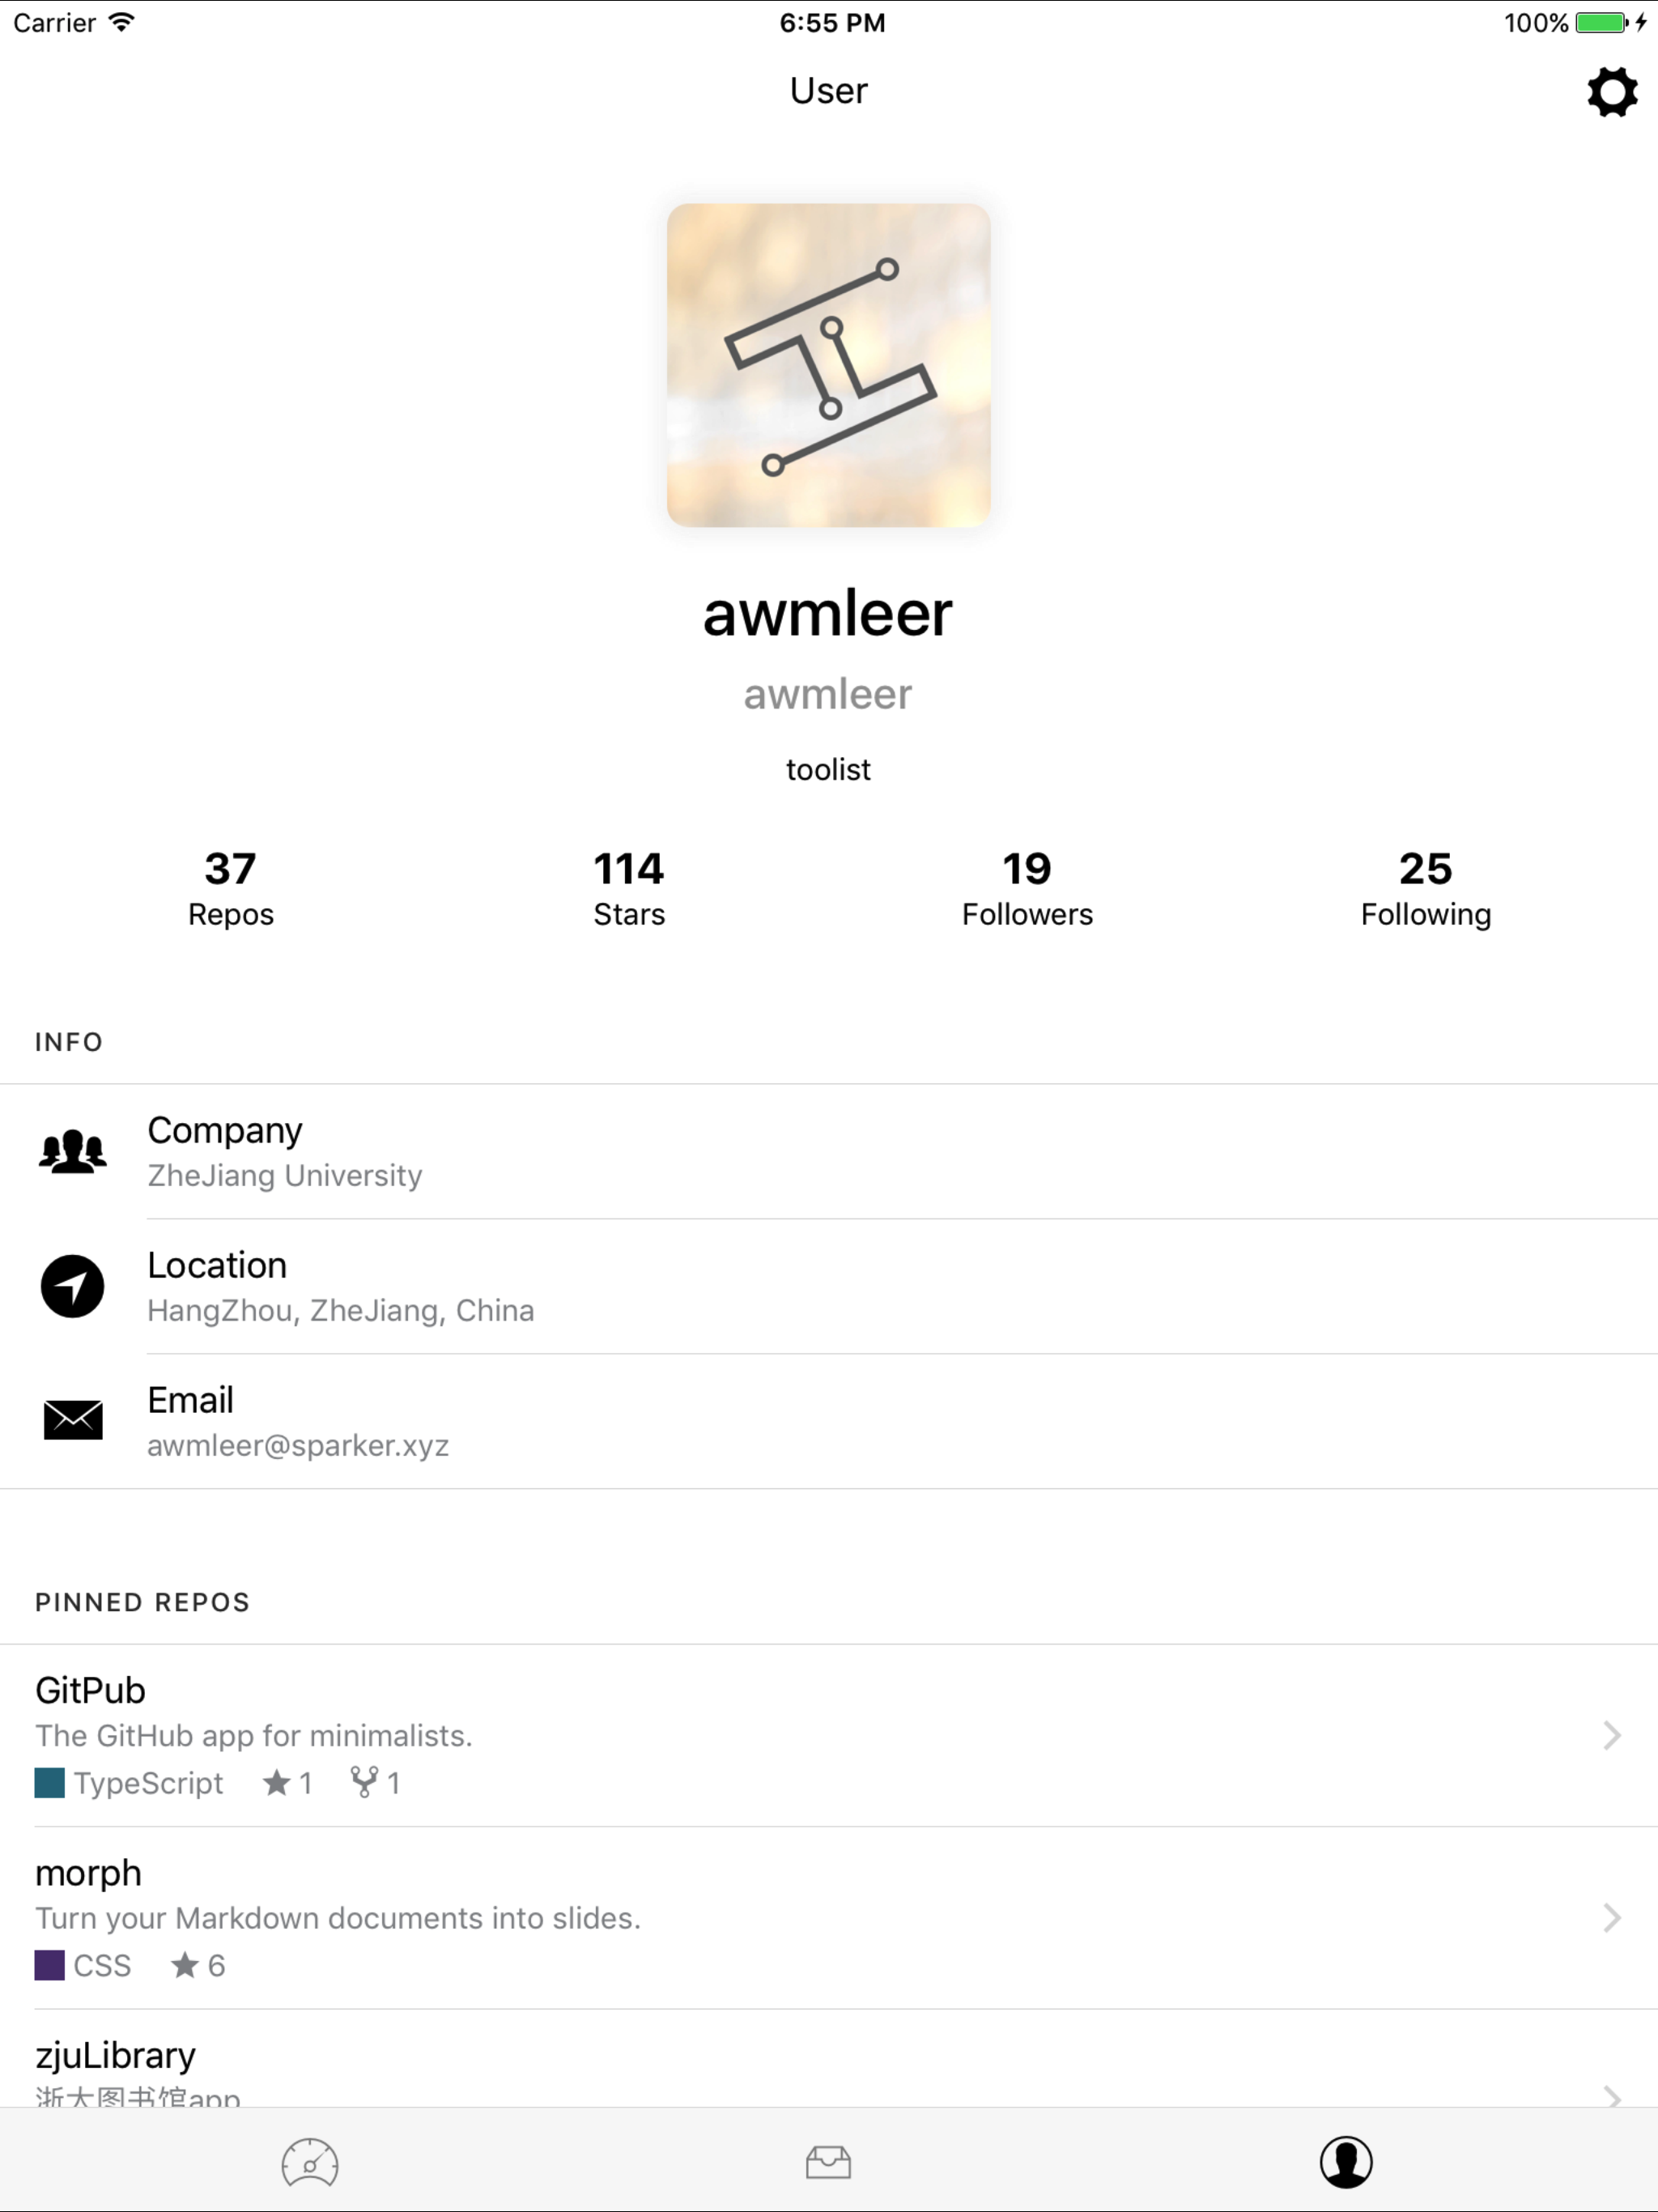 Carrier 6:55 PM 100%
User
awmleer
awmleer
toolist
37 114 19 25
Repos Stars Followers Following
INFO
Company
ZheJiang University
Location
HangZhou, ZheJiang, China
Email
awmleer@sparker.xyz
PINNED REPOS
GitPub
The GitHub app for minimalists.
TypeScript 1 1
morph
Turn your Markdown documents into slides.
CSS 6
zjuLibrary
浙大图书馆app